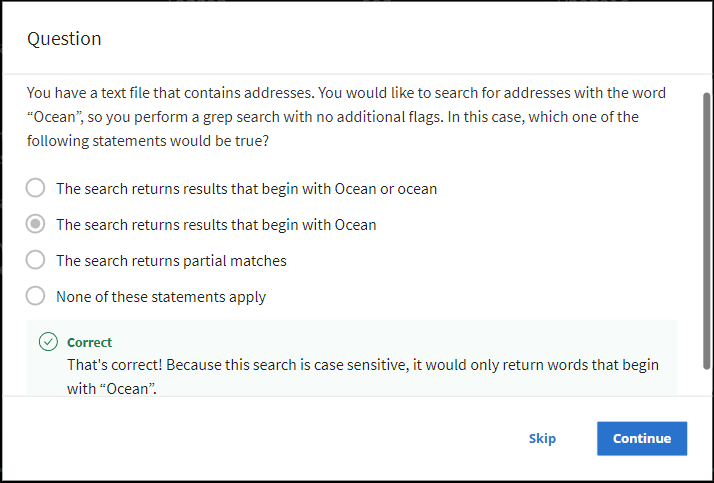 Question
You have a text file that contains addresses. You would like to search for addresses with the word
“Ocean”, so you perform a grep search with no additional flags. In this case, which one of the
following statements would be true?
The search returns results that begin with Ocean or ocean
The search returns results that begin with Ocean
The search returns partial matches
None of these statements apply
Correct
That's correct! Because this search is case sensitive, it would only return words that begin
with “Ocean”.
Skip
Continue